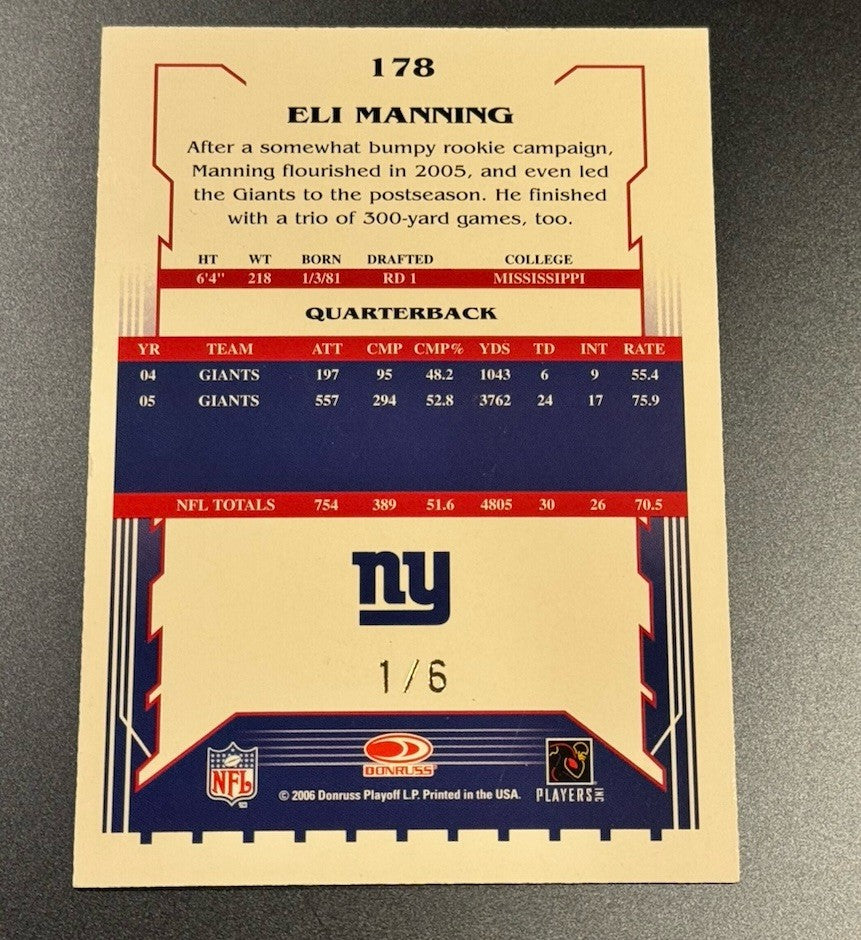 178
ELI MANNING
After a somewhat bumpy rookie campaign,
Manning flourished in 2005, and even led
the Giants to the postseason. He finished
with a trio of 300-yard games, too.
HT WT BORN DRAFTED COLLEGE
6'4" 218 1/3/81 RD 1 MISSISSIPPI
QUARTERBACK
YR TEAM ATT CMP CMP% YDS TD INT RATE
04 GIANTS 197 95 48.2 1043 6 9 55.4
05 GIANTS 557 294 52.8 3762 24 17 75.9
NFL TOTALS 754 389 51.6 4805 30 26 70.5
ny
1/6
NFL
DONRUSS
PLAYERS INC
© 2006 Donruss Playoff L.P. Printed in the USA.